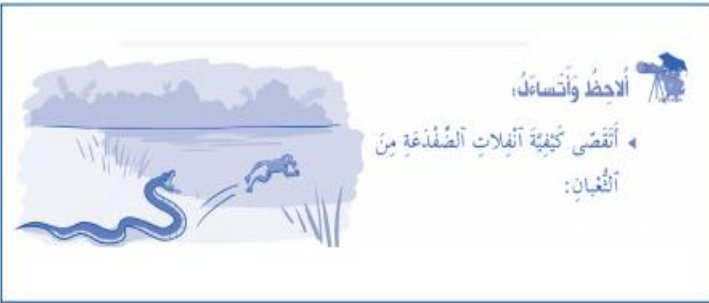 أُلاحِظُ وَأَتَساءَلُ:
أَتَقَصّى كَيْفِيَّةَ ٱنْفِلاتِ ٱلضِّفْدَعَةِ مِنَ
ٱلثُّعْبانِ: